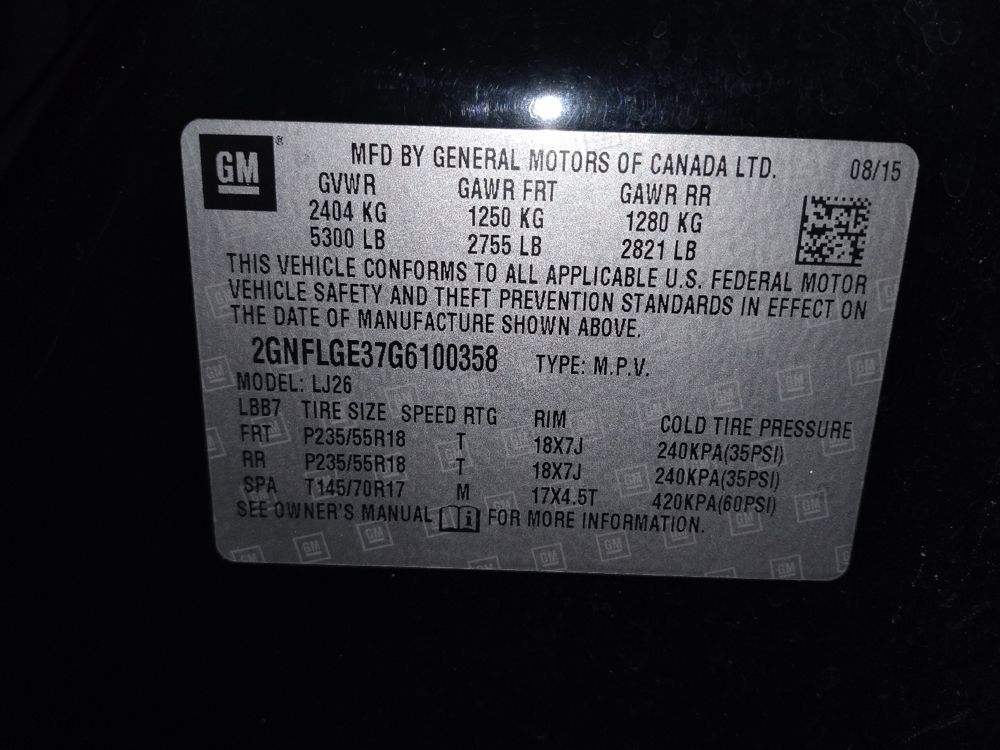 GM ® MFD BY GENERAL MOTORS OF CANADA LTD. 08/15
GVWR GAWR FRT GAWR RR
2404 KG 1250 KG 1280 KG
5300 LB 2755 LB 2821 LB
THIS VEHICLE CONFORMS TO ALL APPLICABLE U.S. FEDERAL MOTOR
VEHICLE SAFETY AND THEFT PREVENTION STANDARDS IN EFFECT ON
THE DATE OF MANUFACTURE SHOWN ABOVE.
2GNFLGE37G6100358 TYPE: M.P.V.
MODEL: LJ26
LBB7 TIRE SIZE SPEED RTG RIM COLD TIRE PRESSURE
FRT P235/55R18 T 18X7J 240KPA(35PSI)
RR P235/55R18 T 18X7J 240KPA(35PSI)
SPA T145/70R17 M 17X4.5T 420KPA(60PSI)
SEE OWNER'S MANUAL i FOR MORE INFORMATION.